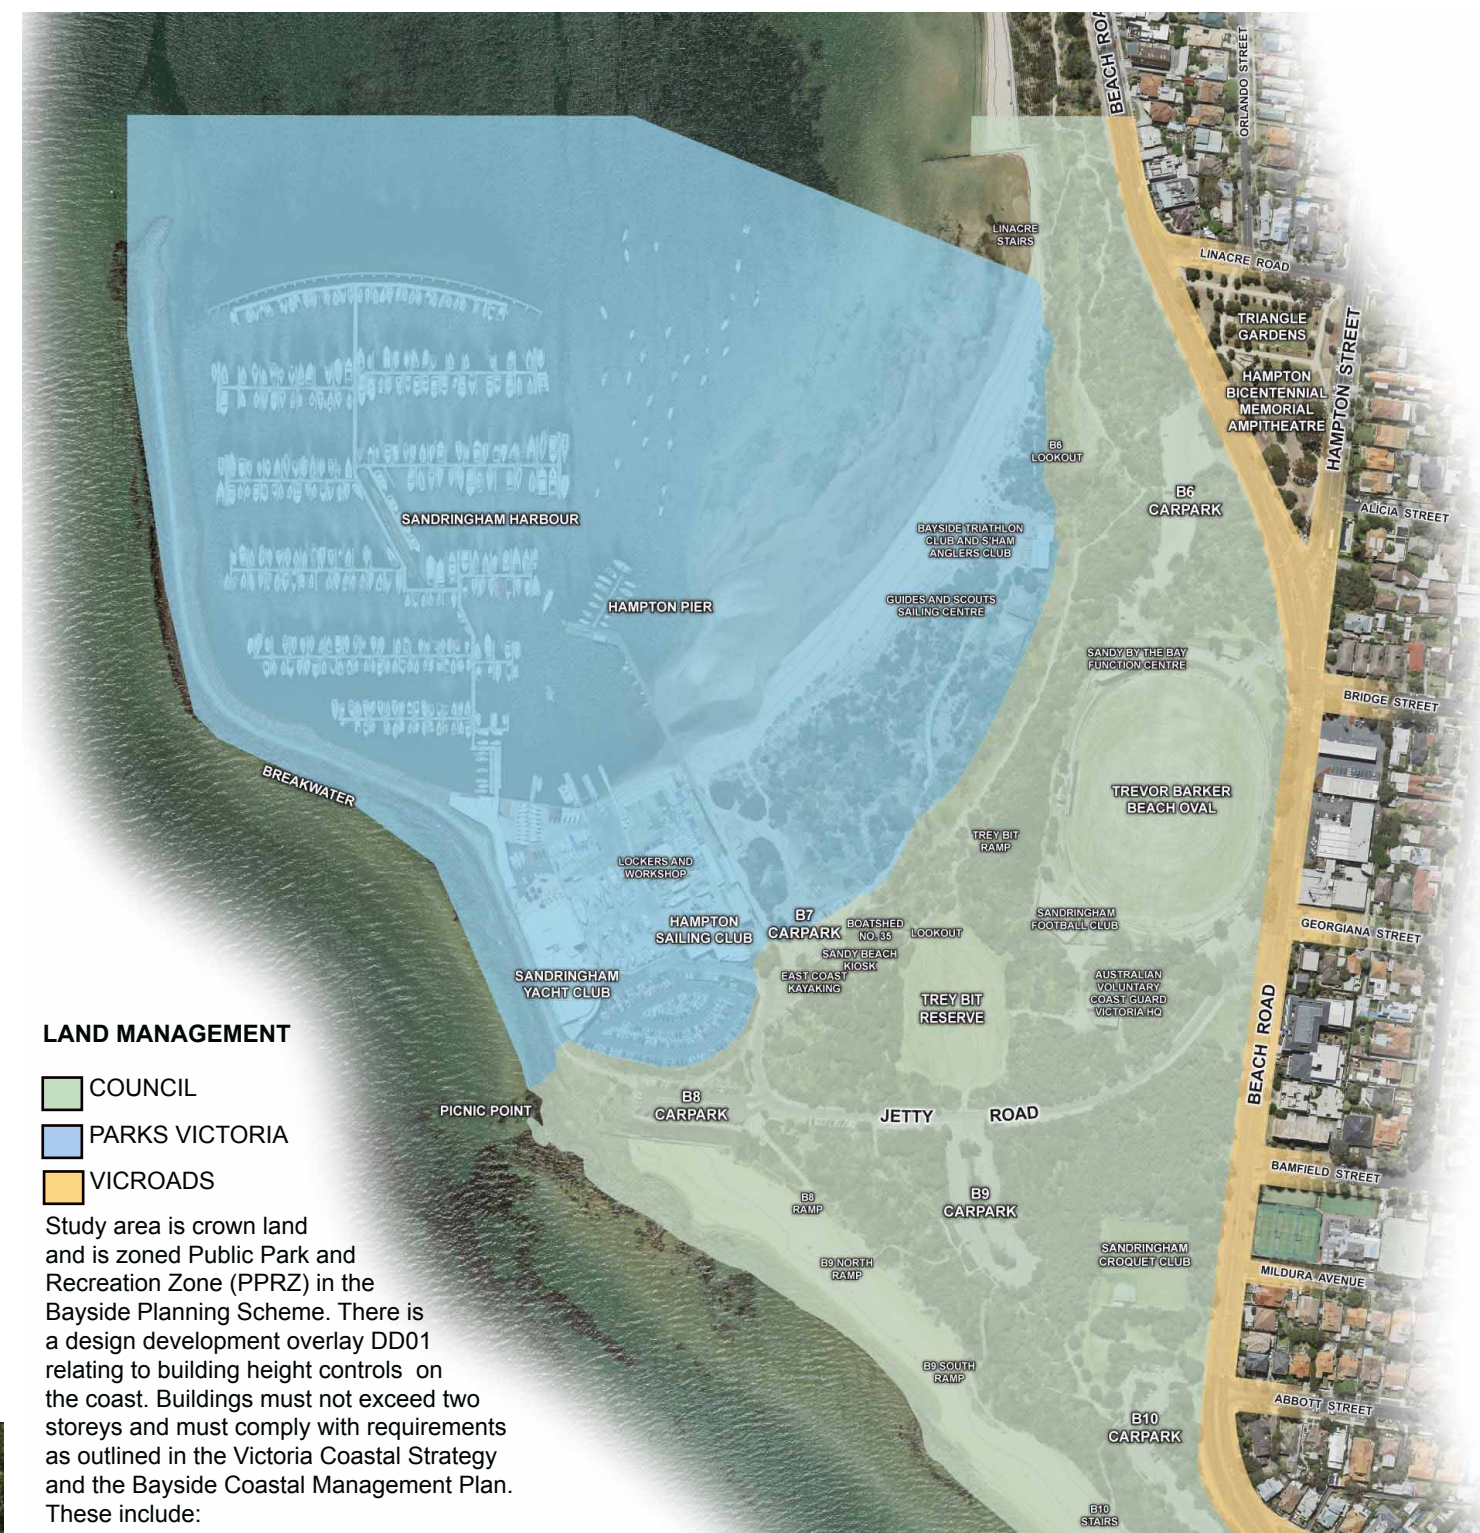 BEACH ROA
ORLANDO STREET
LINACRE
STAIRS
LINACRE ROAD
TRIANGLE
GARDENS
HAMPTON
BICENTENNIAL
MEMORIAL
AMPITHEATRE
HAMPTON STREET
B6
LOOKOUT
B6
CARPARK
ALICIA STREET
SANDRINGHAM HARBOUR
BAYSIDE TRIATHLON
CLUB AND S'HAM
ANGLERS CLUB
HAMPTON PIER
GUIDES AND SCOUTS
SAILING CENTRE
SANDY BY THE BAY
FUNCTION CENTRE
BRIDGE STREET
BREAKWATER
TREVOR BARKER
BEACH OVAL
TREY BIT
RAMP
LOCKERS AND
WORKSHOP
HAMPTON
SAILING CLUB
B7
CARPARK
BOATSHED
NO. 35
LOOKOUT
SANDRINGHAM
FOOTBALL CLUB
GEORGIANA STREET
SANDY BEACH
KIOSK
EAST COAST
KAYAKING
SANDRINGHAM
YACHT CLUB
TREY BIT
RESERVE
AUSTRALIAN
VOLUNTARY
COAST GUARD
VICTORIA HQ
BEACH ROAD
PICNIC POINT
B8
CARPARK
JETTY ROAD
BAMFIELD STREET
B8
RAMP
B9
CARPARK
B9 NORTH
RAMP
SANDRINGHAM
CROQUET CLUB
MILDURA AVENUE
B9 SOUTH
RAMP
ABBOTT STREET
B10
CARPARK
B10
STAIRS
LAND MANAGEMENT
COUNCIL
PARKS VICTORIA
VICROADS
Study area is crown land
and is zoned Public Park and
Recreation Zone (PPRZ) in the
Bayside Planning Scheme. There is
a design development overlay DD01
relating to building height controls on
the coast. Buildings must not exceed two
storeys and must comply with requirements
as outlined in the Victoria Coastal Strategy
and the Bayside Coastal Management Plan.
These include: